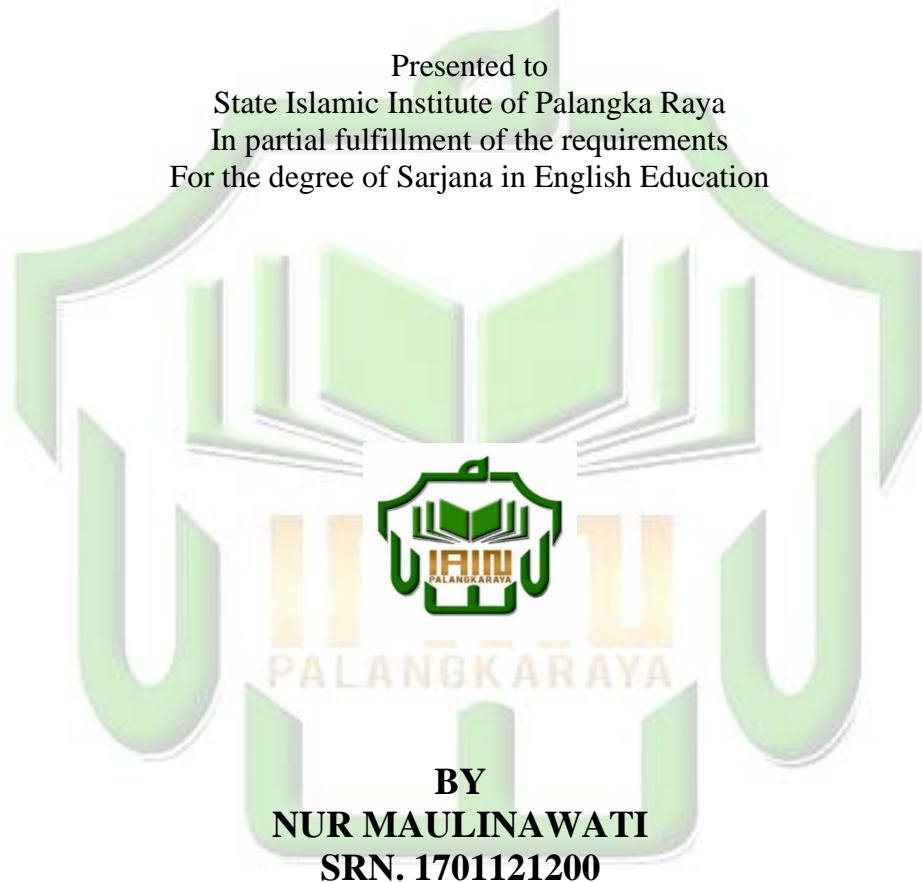 Presented to
State Islamic Institute of Palangka Raya
In partial fulfillment of the requirements
For the degree of Sarjana in English Education
IAIN
PALANGKARAYA
PALANGKARAYA
BY
NUR MAULINAWATI
SRN. 1701121200